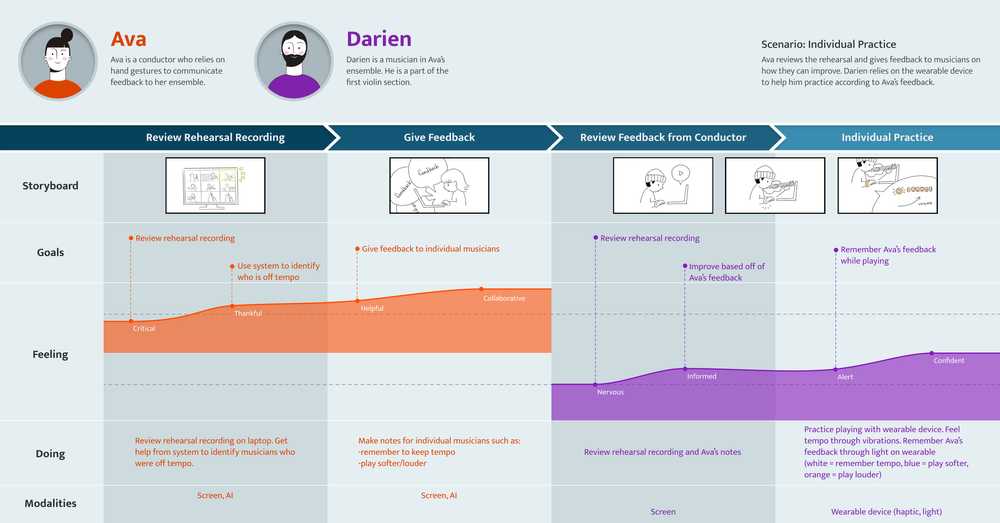 Ava
Ava is a conductor who relies on
hand gestures to communicate
feedback to her ensemble.
Darien
Darien is a musician in Ava's
ensemble. He is a part of the
first violin section.
Scenario: Individual Practice
Ava reviews the rehearsal and gives feedback to musicians on
how they can improve. Darien relies on the wearable device
to help him practice according to Ava's feedback.
Review Rehearsal Recording
Give Feedback
Review Feedback from Conductor
Individual Practice
Storyboard
Feedback
Feedback
Goals
Review rehearsal recording
Use system to identify
who is off tempo
Give feedback to individual musicians
Review rehearsal recording
Improve based off of
Ava's feedback
Remember Ava's feedback
while playing
Feeling
Critical
Thankful
Helpful
Collaborative
Nervous
Informed
Alert
Confident
Doing
Review rehearsal recording on laptop. Get
help from system to identify musicians who
were off tempo.
Make notes for individual musicians such as:
-remember to keep tempo
-play softer/louder
Review rehearsal recording and Ava's notes
Practice playing with wearable device. Feel
tempo through vibrations. Remember Ava's
feedback through light on wearable
(white = remember tempo, blue = play softer,
orange = play louder)
Modalities
Screen, AI
Screen, AI
Screen
Wearable device (haptic, light)